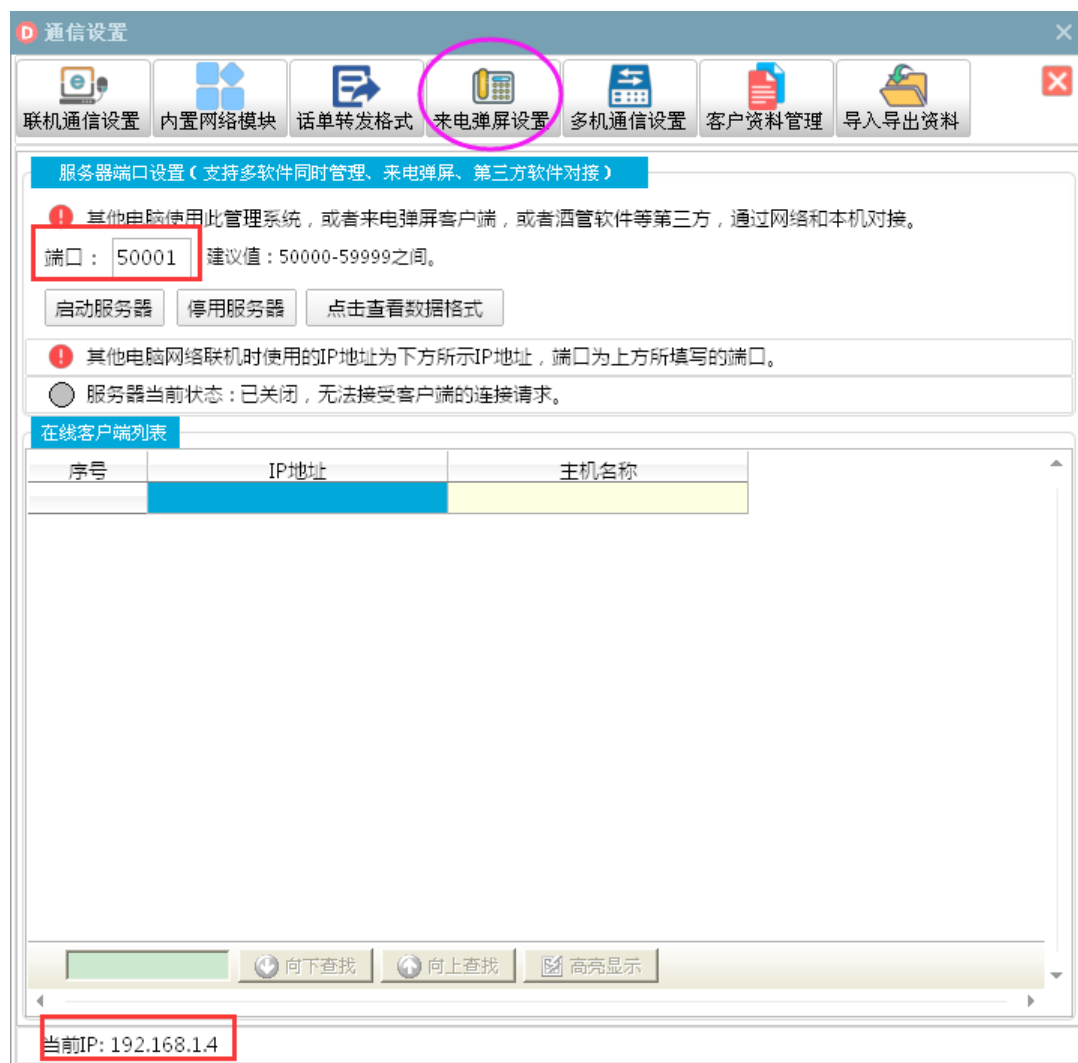 通信设置
联机通信设置 内置网络模块 话单转发格式 来电弹屏设置 多机通信设置 客户资料管理 导入导出资料
服务器端口设置(支持多软件同时管理、来电弹屏、第三方软件对接)
其他电脑使用此管理系统,或者来电弹屏客户端,或者酒管软件等第三方,通过网络和本机对接。
端口: 50001 建议值:50000-59999之间。
启动服务器 停用服务器 点击查看数据格式
其他电脑网络联机时使用的IP地址为下方所示IP地址,端口为上方所填写的端口。
服务器当前状态:已关闭,无法接受客户端的连接请求。
在线客户端列表
序号 IP地址 主机名称
向下查找 向上查找 高亮显示
当前IP: 192.168.1.4